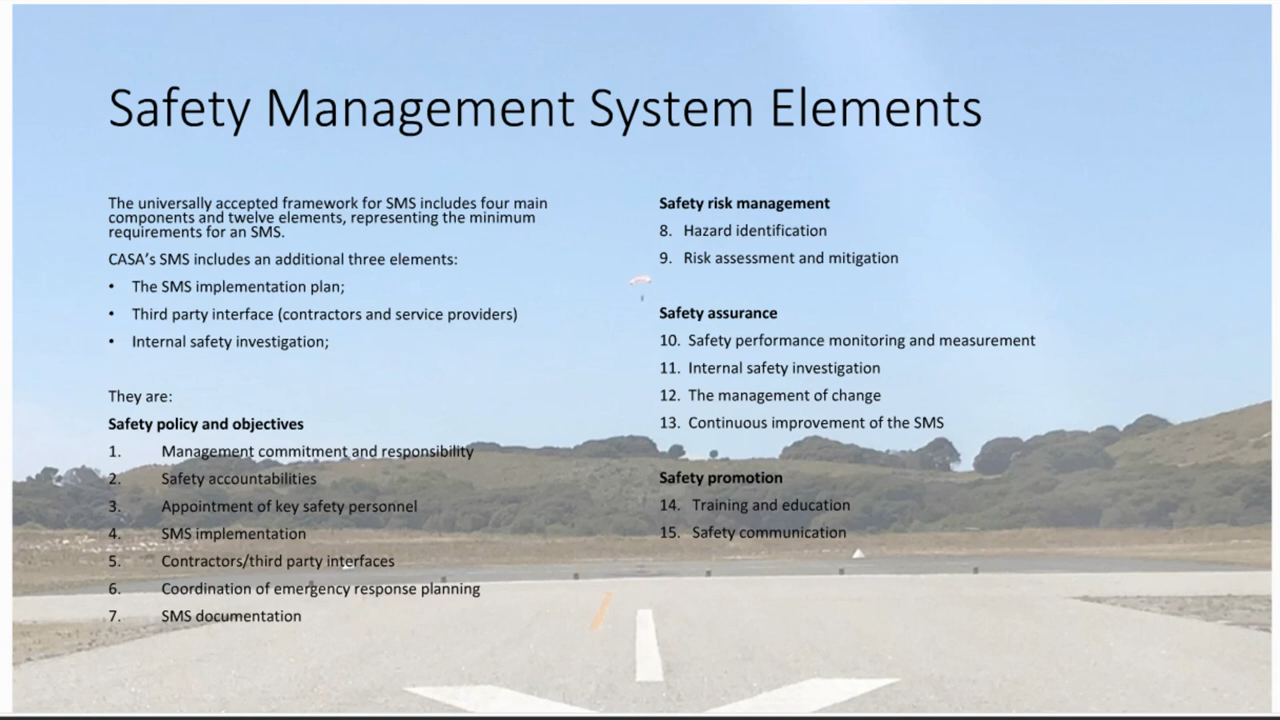 Safety Management System Elements
The universally accepted framework for SMS includes four main
components and twelve elements, representing the minimum
requirements for an SMS.
CASA's SMS includes an additional three elements:
• The SMS implementation plan;
• Third party interface (contractors and service providers)
• Internal safety investigation;
They are:
Safety policy and objectives
1. Management commitment and responsibility
2. Safety accountabilities
3. Appointment of key safety personnel
4. SMS implementation
5. Contractors/third party interfaces
6. Coordination of emergency response planning
7. SMS documentation
Safety risk management
8. Hazard identification
9. Risk assessment and mitigation
Safety assurance
10. Safety performance monitoring and measurement
11. Internal safety investigation
12. The management of change
13. Continuous improvement of the SMS
Safety promotion
14. Training and education
15. Safety communication